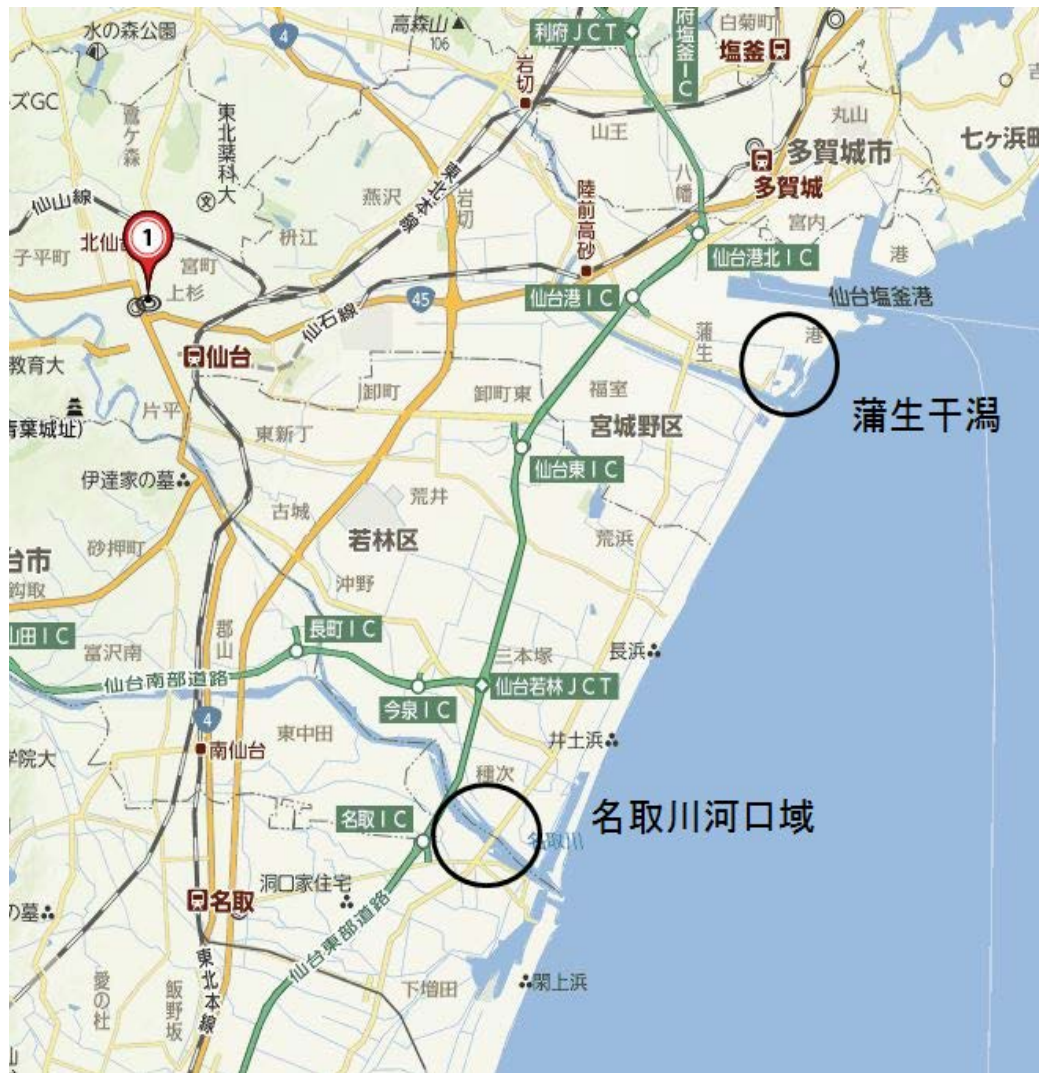 水の森公園
4
高森山
106
利府JCT
府塩釜IC
白菊町
塩釜
ズGC
鷺ケ森
東北薬科大
岩切
山王
丸山
七ヶ浜町
多賀城市
多賀城
八幡
東北本線
燕沢
岩切
仙山線
陸前高砂
宮内
北仙台
1
枡江
子平町
宮町
上杉
仙台港北IC
港
45
仙台港IC
仙台塩釜港
仙石線
蒲生
港
教育大
仙台
卸町
卸町東
福室
蒲生干潟
片平
東新丁
宮城野区
青葉城址)
仙台東IC
伊達家の墓
荒井
古城
荒浜
若林区
砂押町
台市
鈎取
沖野
長町IC
郡山
山田IC
富沢南
三本塚
長浜
仙台南部道路
仙台若林JCT
今泉IC
4
東中田
井土浜
学院大
南仙台
種次
名取IC
名取川
名取川河口域
洞口家住宅
名取
の墓
仙台東部道路
東北本線
下増田
閖上浜
愛の杜
飯野坂
山